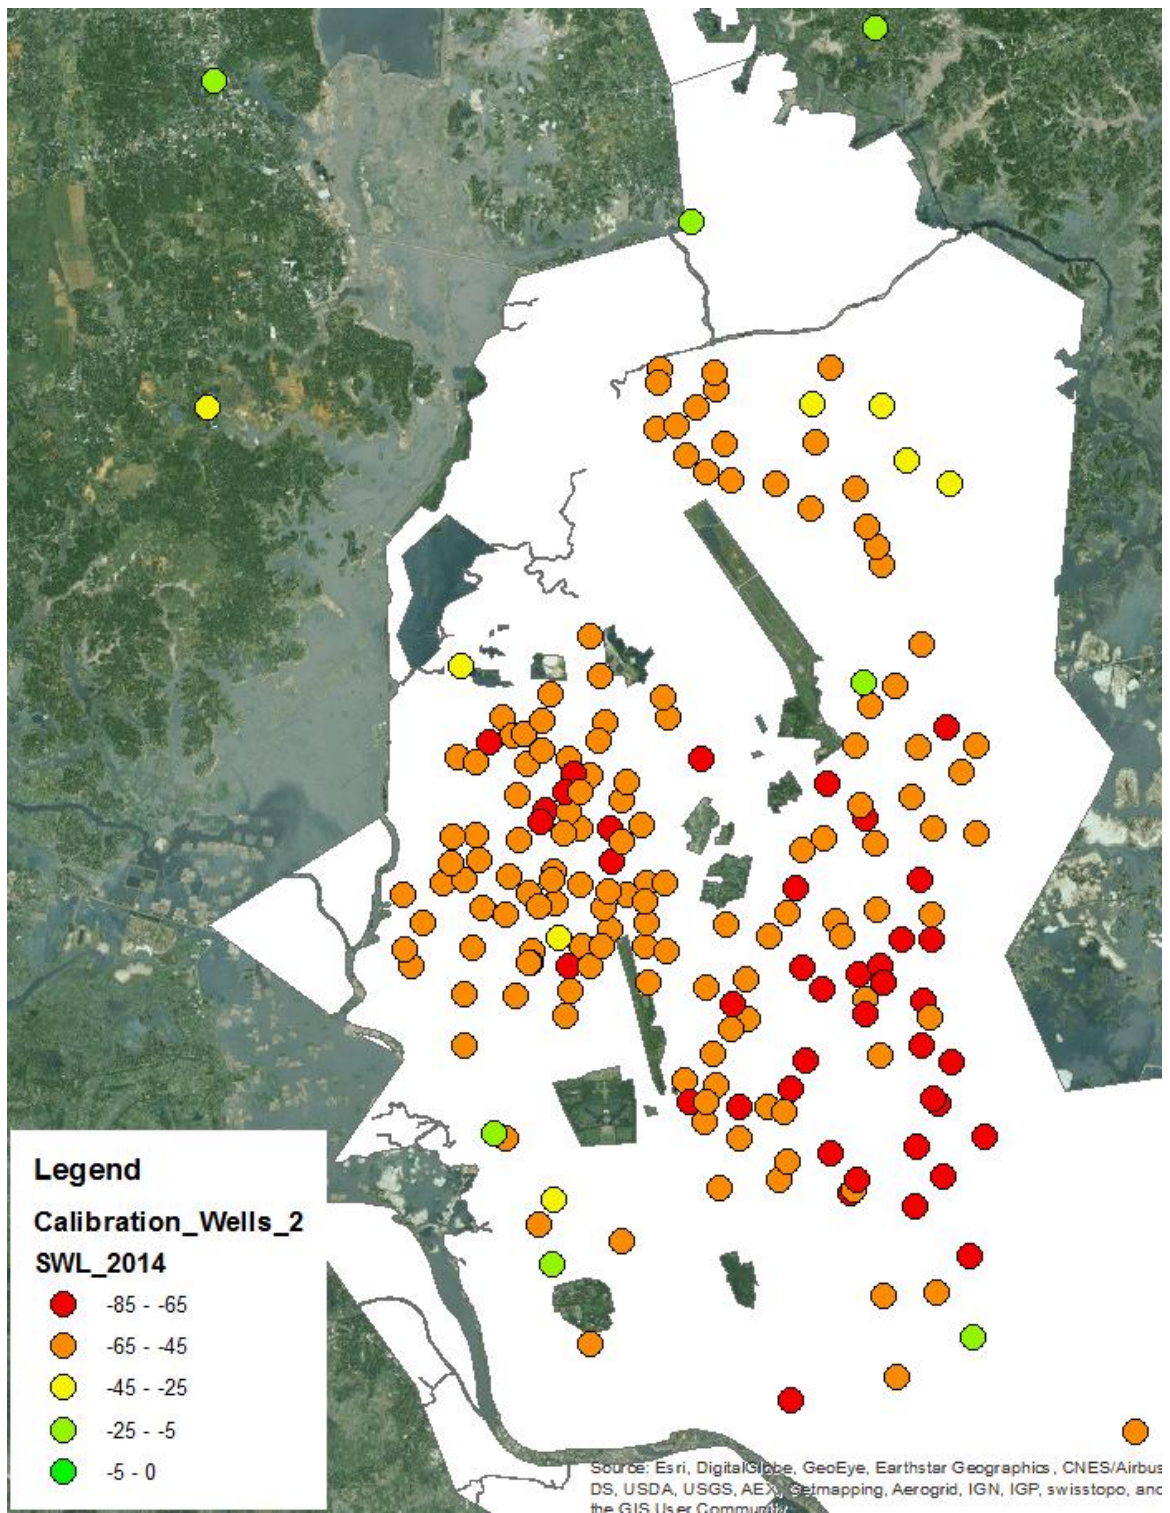 Legend
Calibration_Wells_2
SWL_2014
-85 - -65
-65 - -45
-45 - -25
-25 - -5
-5 - 0
Source: Esri, DigitalGlobe, GeoEye, Earthstar Geographics, CNES/Airbus
DS, USDA, USGS, AEX, Getmapping, Aerogrid, IGN, IGP, swisstopo, and
the GIS User Community